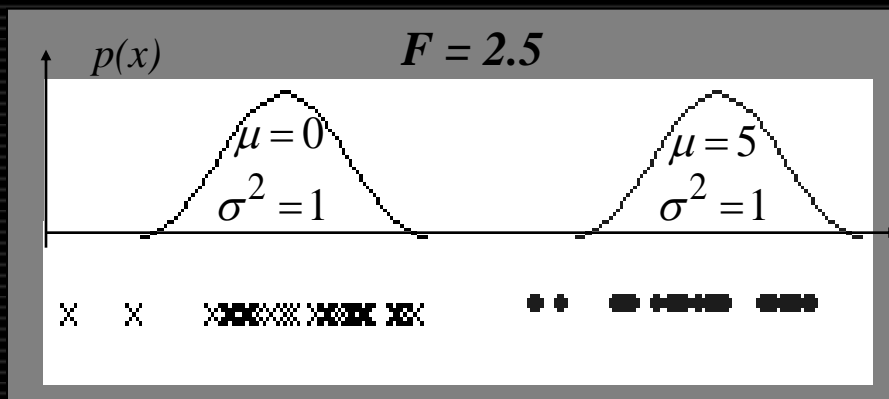 p(x) F = 2.5
μ = 0 μ = 5
σ² = 1 σ² = 1